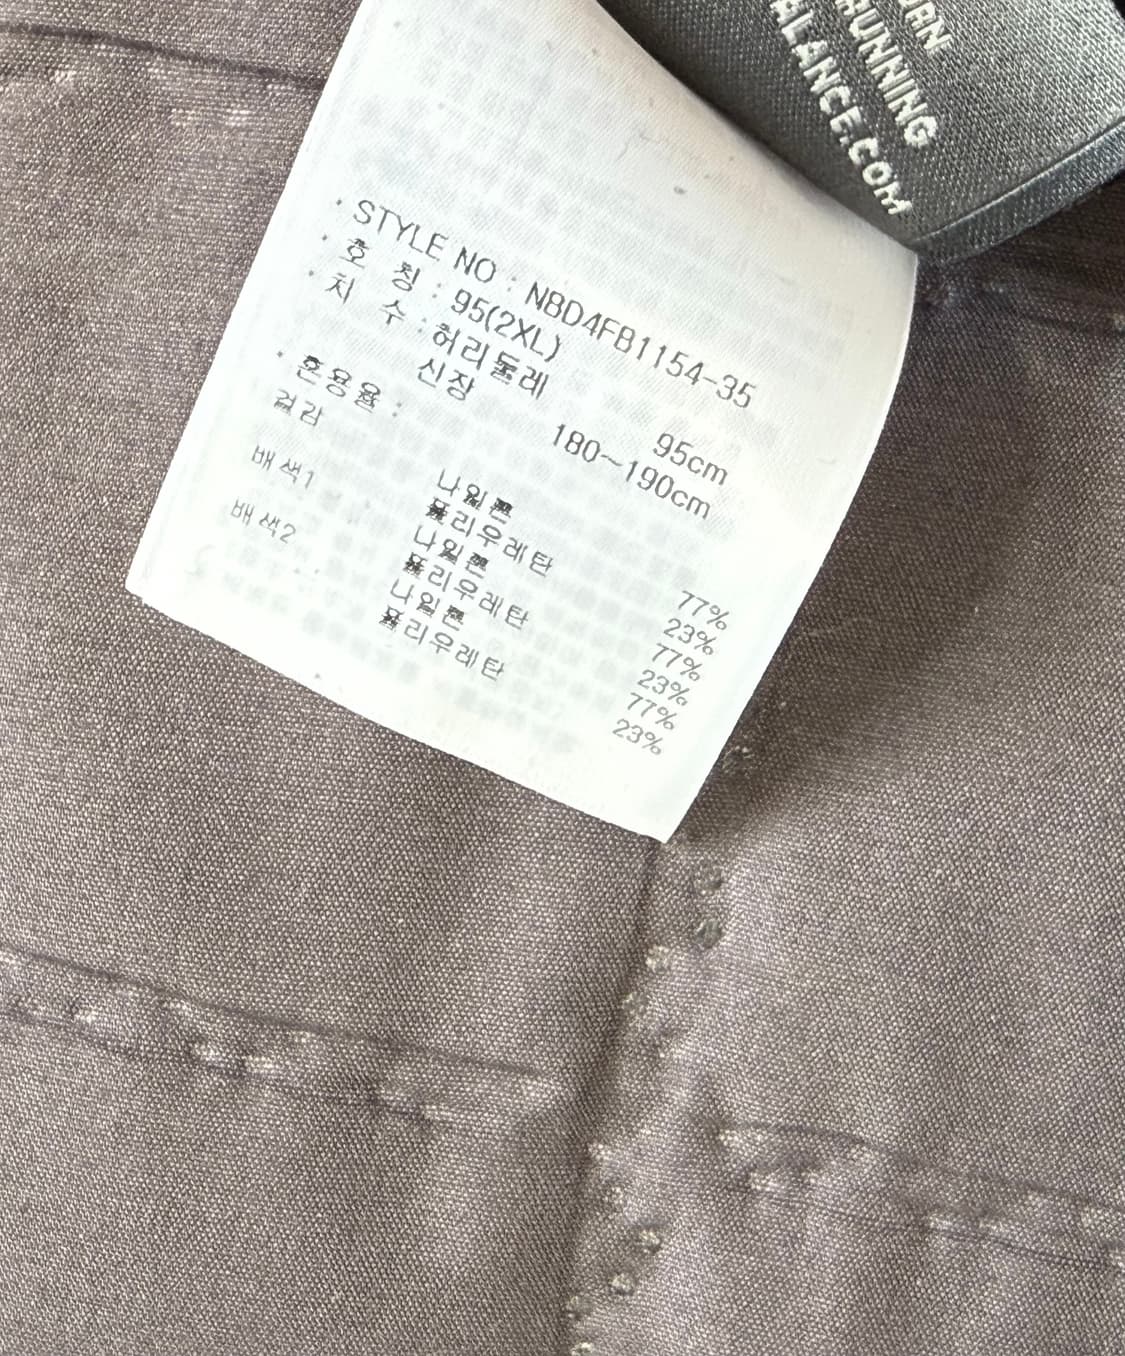 RUNNING
ALANCE.COM
· STYLE NO : NBD4FB1154-35
· 호 칭 : 95(2XL)
· 치 수 : 허리둘레 95cm
신장 180~190cm
· 혼용율 :
겉감 나일론 77%
폴리우레탄 23%
배색1 나일론 77%
폴리우레탄 23%
배색2 나일론 77%
폴리우레탄 23%